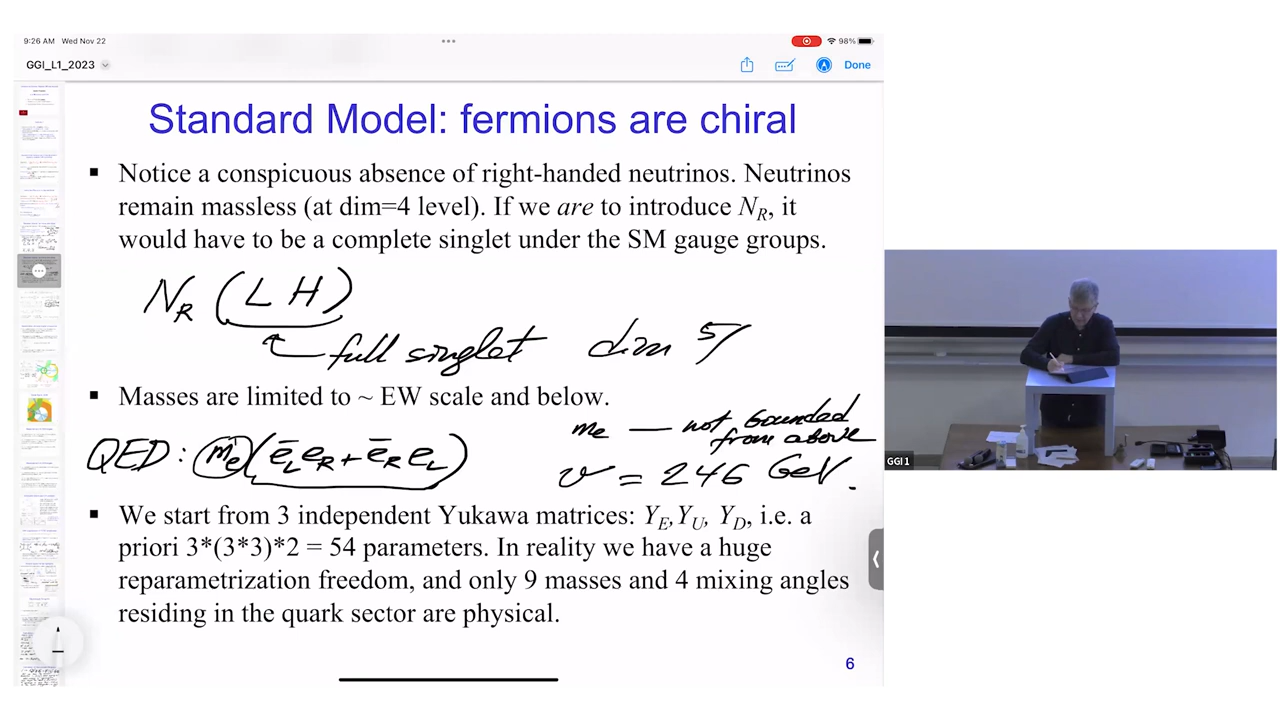 9:26 AM Wed Nov 22
98%
GGI_L1_2023
Done
Standard Model: fermions are chiral
▪ Notice a conspicuous absence of right-handed neutrinos. Neutrinos
remain massless (at dim=4 level). If we are to introduce N_R, it
would have to be a complete singlet under the SM gauge groups.
N_R (L H)
full singlet dim 5/
▪ Masses are limited to ~ EW scale and below.
m_e — not bounded
from above
QED: m_e (ē_L e_R + ē_R e_L)
v = 246 GeV.
▪ We start from 3 independent Yukawa matrices: Y_E, Y_U, Y_D, i.e. a
priori 3*(3*3)*2 = 54 parameters. In reality we have a huge
reparametrization freedom, and only 9 masses and 4 mixing angles
residing in the quark sector are physical.
6
GGI 1